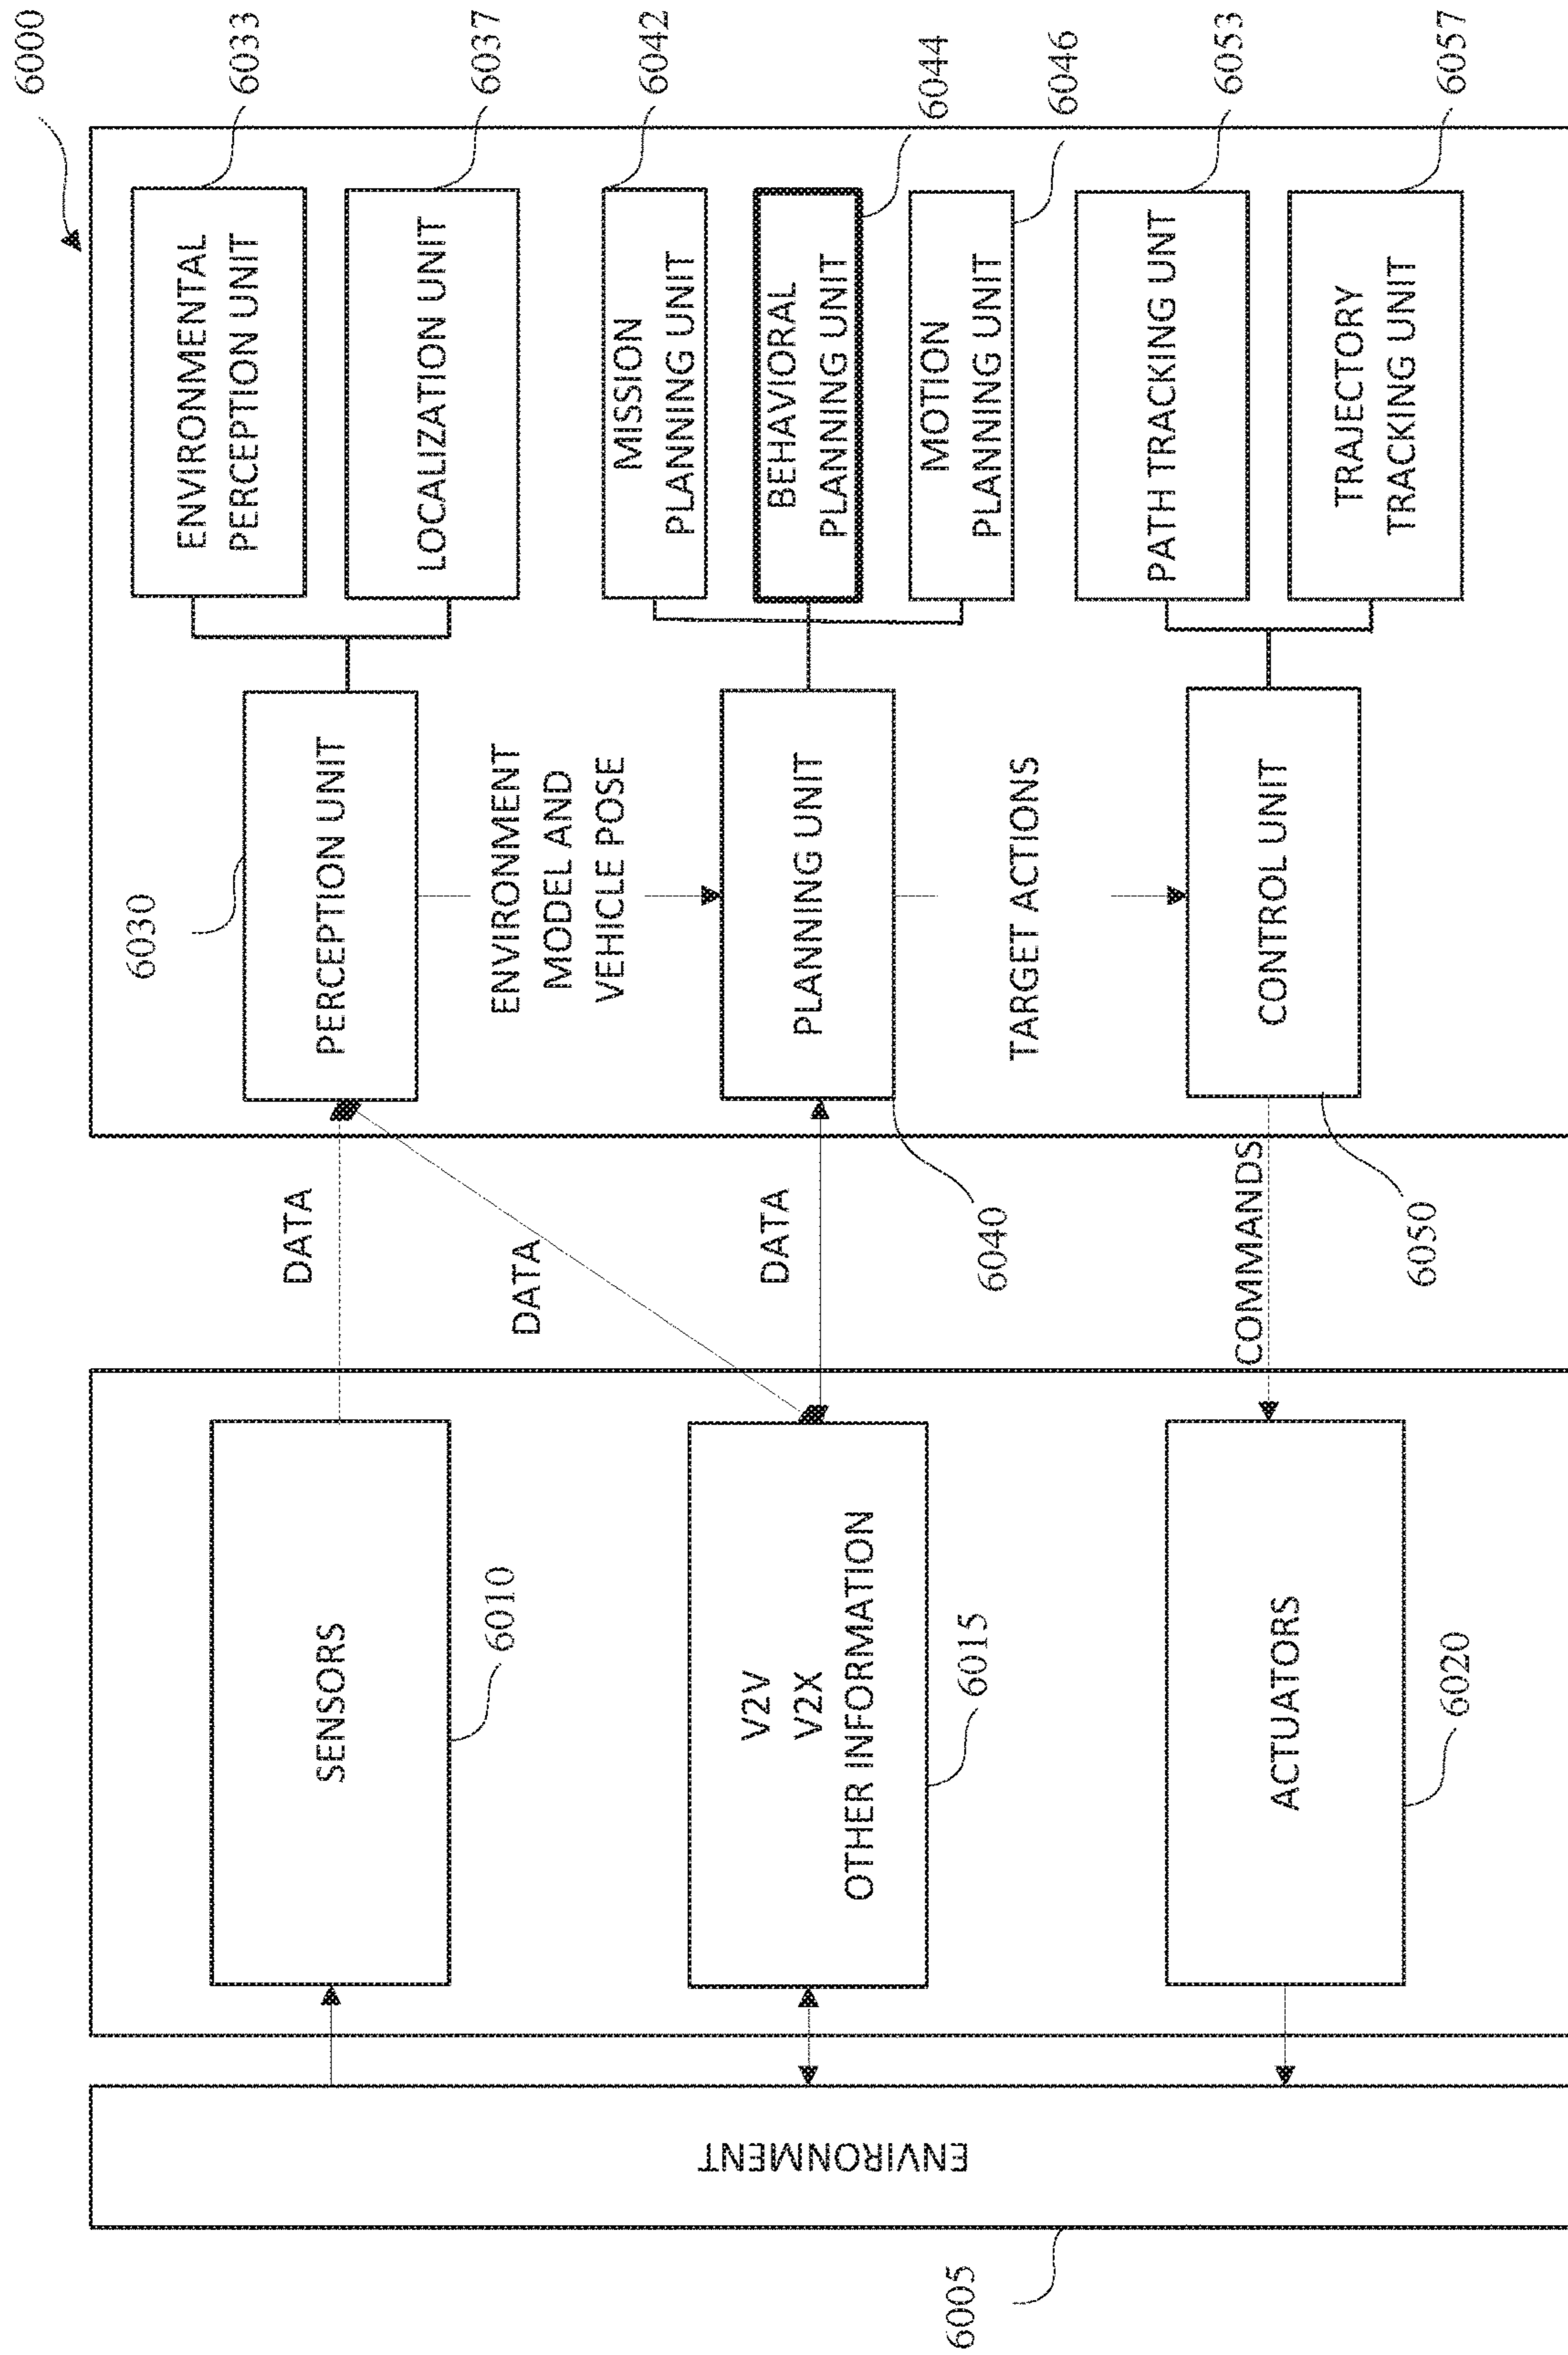 6000
6005
ENVIRONMENT
SENSORS
6010
V2V
V2X
OTHER INFORMATION
6015
ACTUATORS
6020
DATA
DATA
DATA
COMMANDS
6030
PERCEPTION UNIT
ENVIRONMENT
MODEL AND
VEHICLE POSE
PLANNING UNIT
6040
TARGET ACTIONS
CONTROL UNIT
6050
ENVIRONMENTAL
PERCEPTION UNIT
6033
LOCALIZATION UNIT
6037
MISSION
PLANNING UNIT
6042
BEHAVIORAL
PLANNING UNIT
6044
MOTION
PLANNING UNIT
6046
PATH TRACKING UNT
6053
TRAJECTORY
TRACKING UNIT
6057